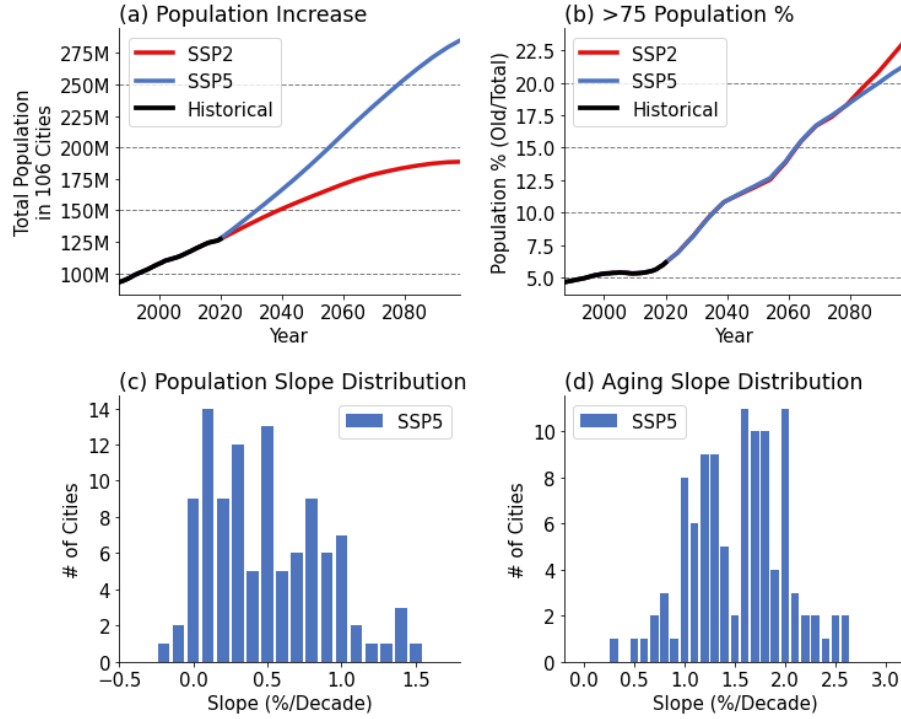 (a) Population Increase
275M
250M
225M
200M
175M
150M
125M
100M
Total Population
in 106 Cities
SSP2
SSP5
Historical
2000 2020 2040 2060 2080
Year
(b) >75 Population %
22.5
20.0
17.5
15.0
12.5
10.0
7.5
5.0
Population % (Old/Total)
SSP2
SSP5
Historical
2000 2020 2040 2060 2080
Year
(c) Population Slope Distribution
14
12
10
8
6
4
2
0
# of Cities
SSP5
−0.5 0.0 0.5 1.0 1.5
Slope (%/Decade)
(d) Aging Slope Distribution
10
8
6
4
2
0
# of Cities
SSP5
0.0 0.5 1.0 1.5 2.0 2.5 3.0
Slope (%/Decade)